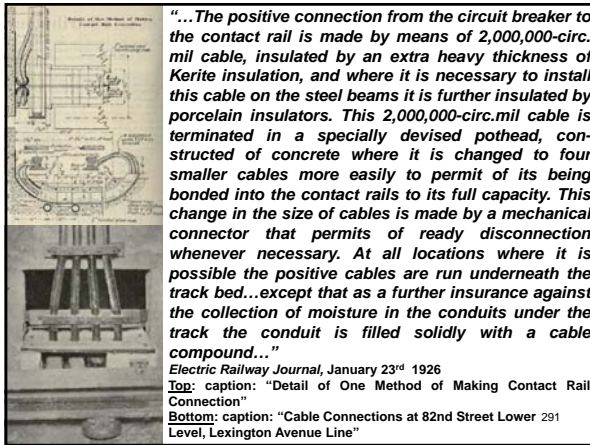 Details of One Method of Making
Contact Rail Connection
“…The positive connection from the circuit breaker to
the contact rail is made by means of 2,000,000-circ.
mil cable, insulated by an extra heavy thickness of
Kerite insulation, and where it is necessary to install
this cable on the steel beams it is further insulated by
porcelain insulators. This 2,000,000-circ.mil cable is
terminated in a specially devised pothead, con-
structed of concrete where it is changed to four
smaller cables more easily to permit of its being
bonded into the contact rails to its full capacity. This
change in the size of cables is made by a mechanical
connector that permits of ready disconnection
whenever necessary. At all locations where it is
possible the positive cables are run underneath the
track bed…except that as a further insurance against
the collection of moisture in the conduits under the
track the conduit is filled solidly with a cable
compound…”
Electric Railway Journal, January 23rd 1926
Top: caption: “Detail of One Method of Making Contact Rail
Connection”
Bottom: caption: “Cable Connections at 82nd Street Lower 291
Level, Lexington Avenue Line”